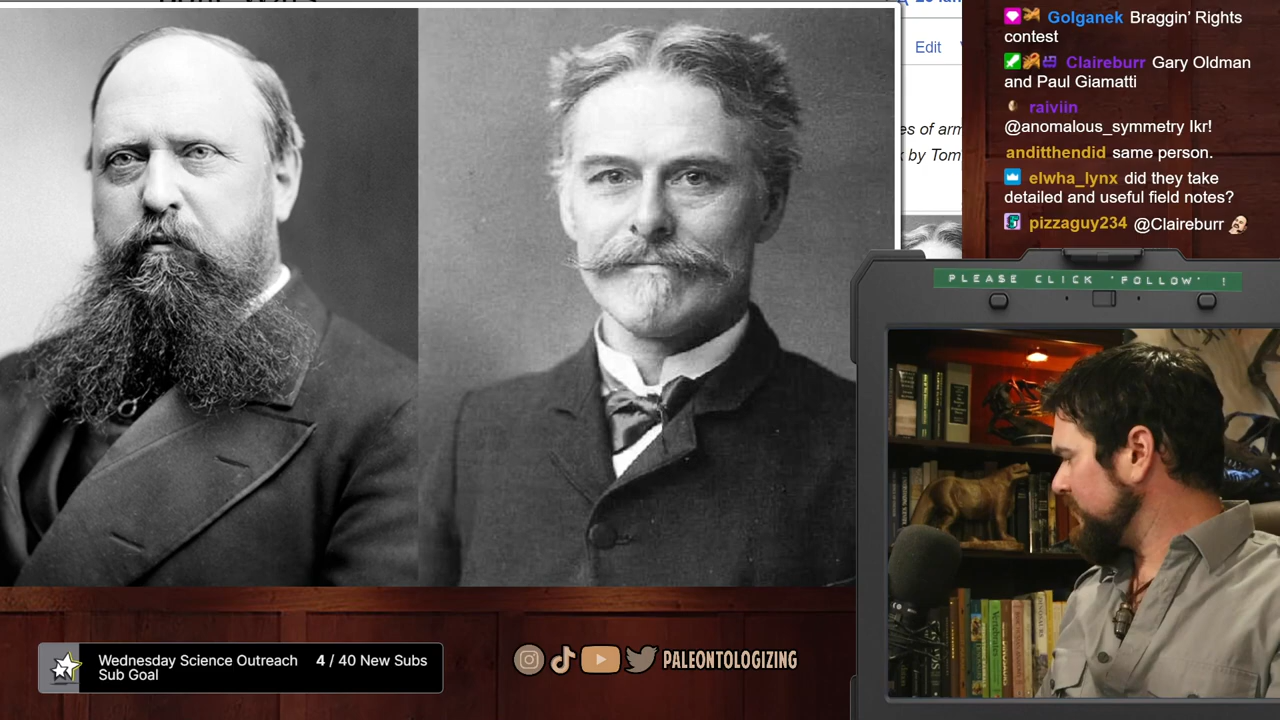 Edit
es of arm
by Tom
Golganek Braggin' Rights
contest
Claireburr Gary Oldman
and Paul Giamatti
raiviin
@anomalous_symmetry Ikr!
anditthendid same person.
elwha_lynx did they take
detailed and useful field notes?
pizzaguy234 @Claireburr
PLEASE CLICK "FOLLOW" !
Wednesday Science Outreach 4 / 40 New Subs
Sub Goal
PALEONTOLOGIZING